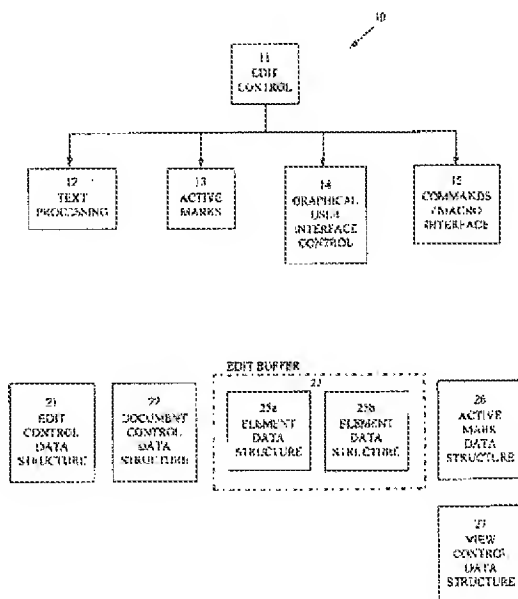 10
11
EDIT
CONTROL
12
TEXT
PROCESSING
13
ACTIVE
MARKS
14
GRAPHICAL
USER
INTERFACE
CONTROL
15
COMMANDS
/MACRO
INTERFACE
EDIT BUFFER
23
21
EDIT
CONTROL
DATA
STRUCTURE
22
DOCUMENT
CONTROL
DATA
STRUCTURE
25a
ELEMENT
DATA
STRUCTURE
25b
ELEMENT
DATA
STRUCTURE
26
ACTIVE
MARK
DATA
STRUCTURE
27
VIEW
CONTROL
DATA
STRUCTURE